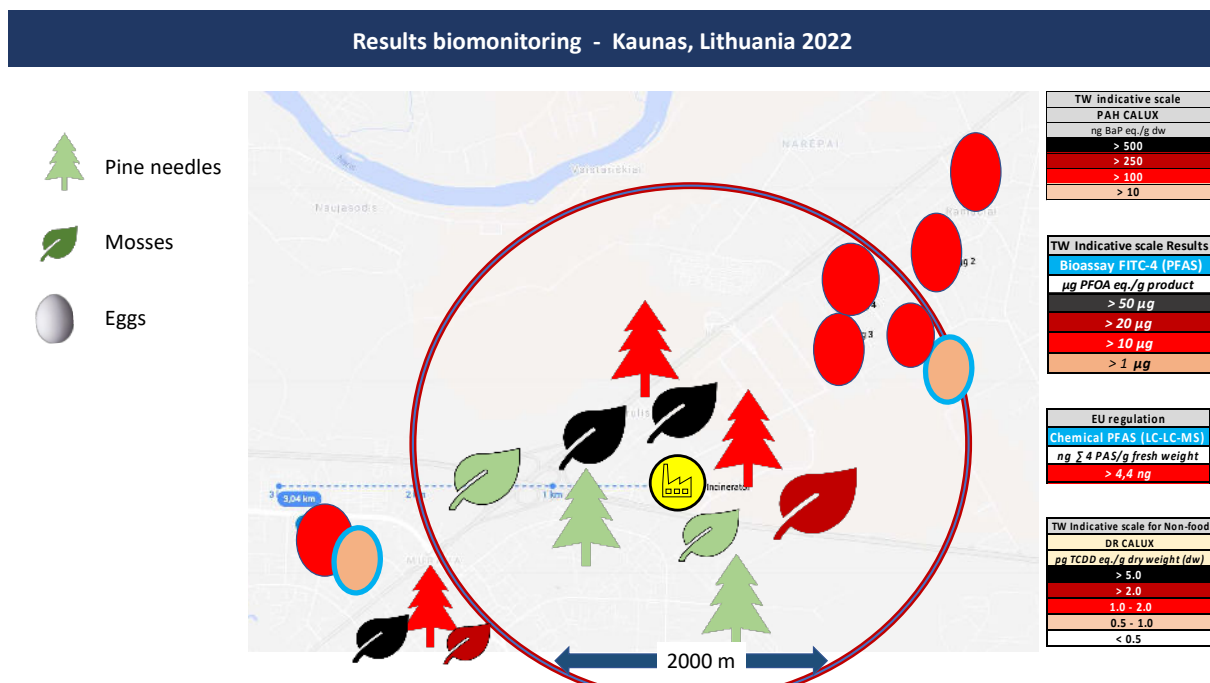 Results biomonitoring - Kaunas, Lithuania 2022
Pine needles
Mosses
Eggs
NARĖPAI
Varštatiškiai
Naujasodis
Neris
g 2
4
g 3
Incinerator
3
3,04 km
1 km
2000 m
TW indicative scale
PAH CALUX
ng BaP eq./g dw
> 500
> 250
> 100
> 10
TW Indicative scale Results
Bioassay FITC-4 (PFAS)
µg PFOA eq./g product
> 50 µg
> 20 µg
> 10 µg
> 1 µg
EU regulation
Chemical PFAS (LC-LC-MS)
ng ∑ 4 PAS/g fresh weight
> 4,4 ng
TW Indicative scale for Non-food
DR CALUX
pg TCDD eq./g dry weight (dw)
> 5.0
> 2.0
1.0 - 2.0
0.5 - 1.0
< 0.5